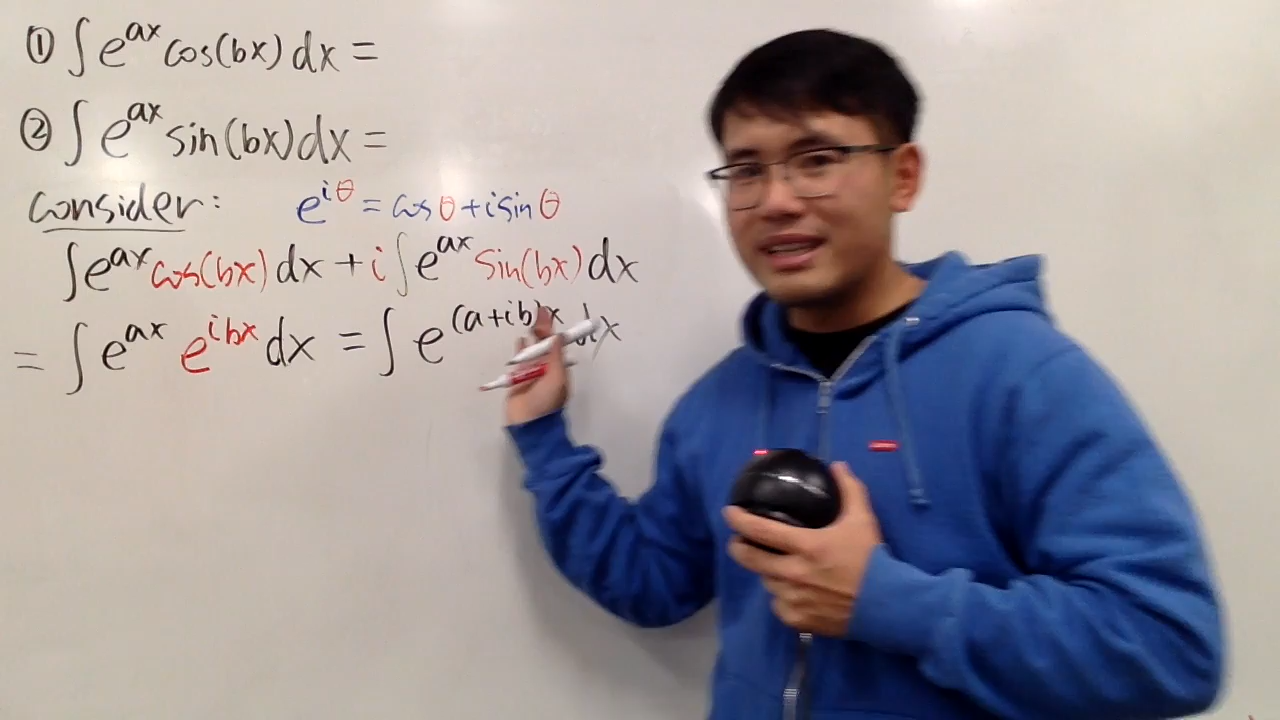 ① ∫ e^{ax} cos(bx) dx =
② ∫ e^{ax} sin(bx) dx =
consider: e^{iθ} = cos θ + i sin θ
∫ e^{ax} cos(bx) dx + i ∫ e^{ax} sin(bx) dx
= ∫ e^{ax} e^{ibx} dx = ∫ e^{(a+ib)x} dx